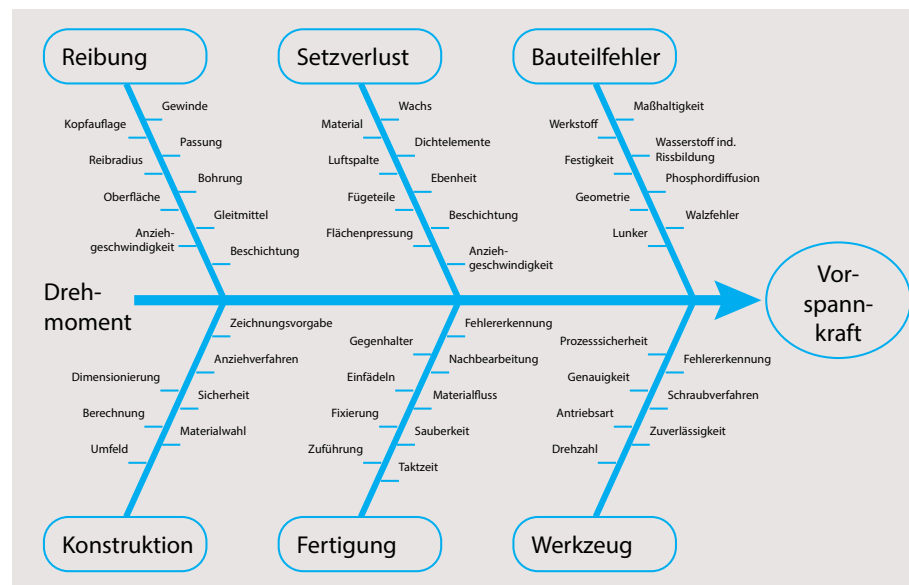 Reibung
Setzverlust
Bauteilfehler
Gewinde
Kopfauflage
Passung
Reibradius
Bohrung
Oberfläche
Gleitmittel
Anzieh-
geschwindigkeit
Beschichtung
Wachs
Material
Dichtelemente
Luftspalte
Ebenheit
Fügeteile
Beschichtung
Flächenpressung
Anzieh-
geschwindigkeit
Maßhaltigkeit
Werkstoff
Wasserstoff ind.
Rissbildung
Festigkeit
Phosphordiffusion
Geometrie
Walzfehler
Lunker
Dreh-
moment
Vor-
spann-
kraft
Zeichnungsvorgabe
Anziehverfahren
Dimensionierung
Sicherheit
Berechnung
Materialwahl
Umfeld
Fehlererkennung
Gegenhalter
Nachbearbeitung
Einfädeln
Materialfluss
Fixierung
Sauberkeit
Zuführung
Taktzeit
Prozesssicherheit
Fehlererkennung
Genauigkeit
Schraubverfahren
Antriebsart
Zuverlässigkeit
Drehzahl
Konstruktion
Fertigung
Werkzeug